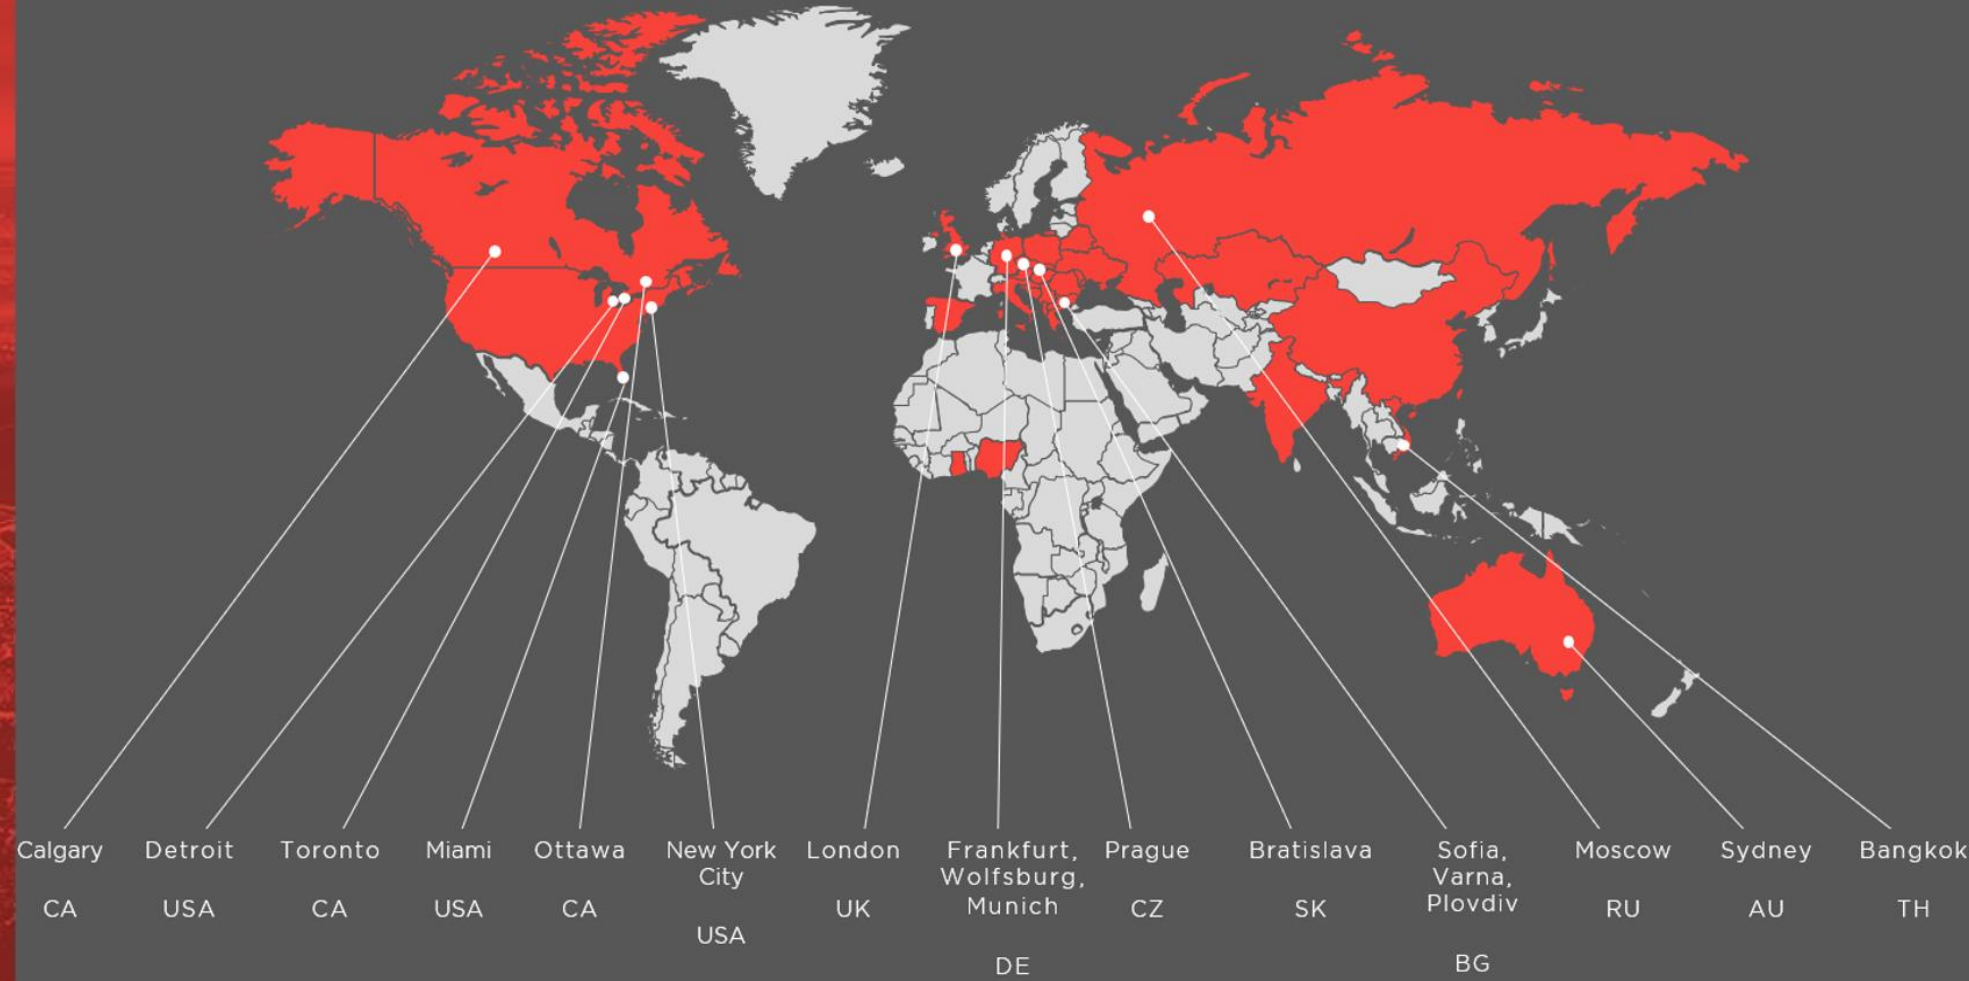 Calgary
CA
Detroit
USA
Toronto
CA
Miami
USA
Ottawa
CA
New York
City
USA
London
UK
Frankfurt,
Wolfsburg,
Munich
DE
Prague
CZ
Bratislava
SK
Sofia,
Varna,
Plovdiv
BG
Moscow
RU
Sydney
AU
Bangkok
TH